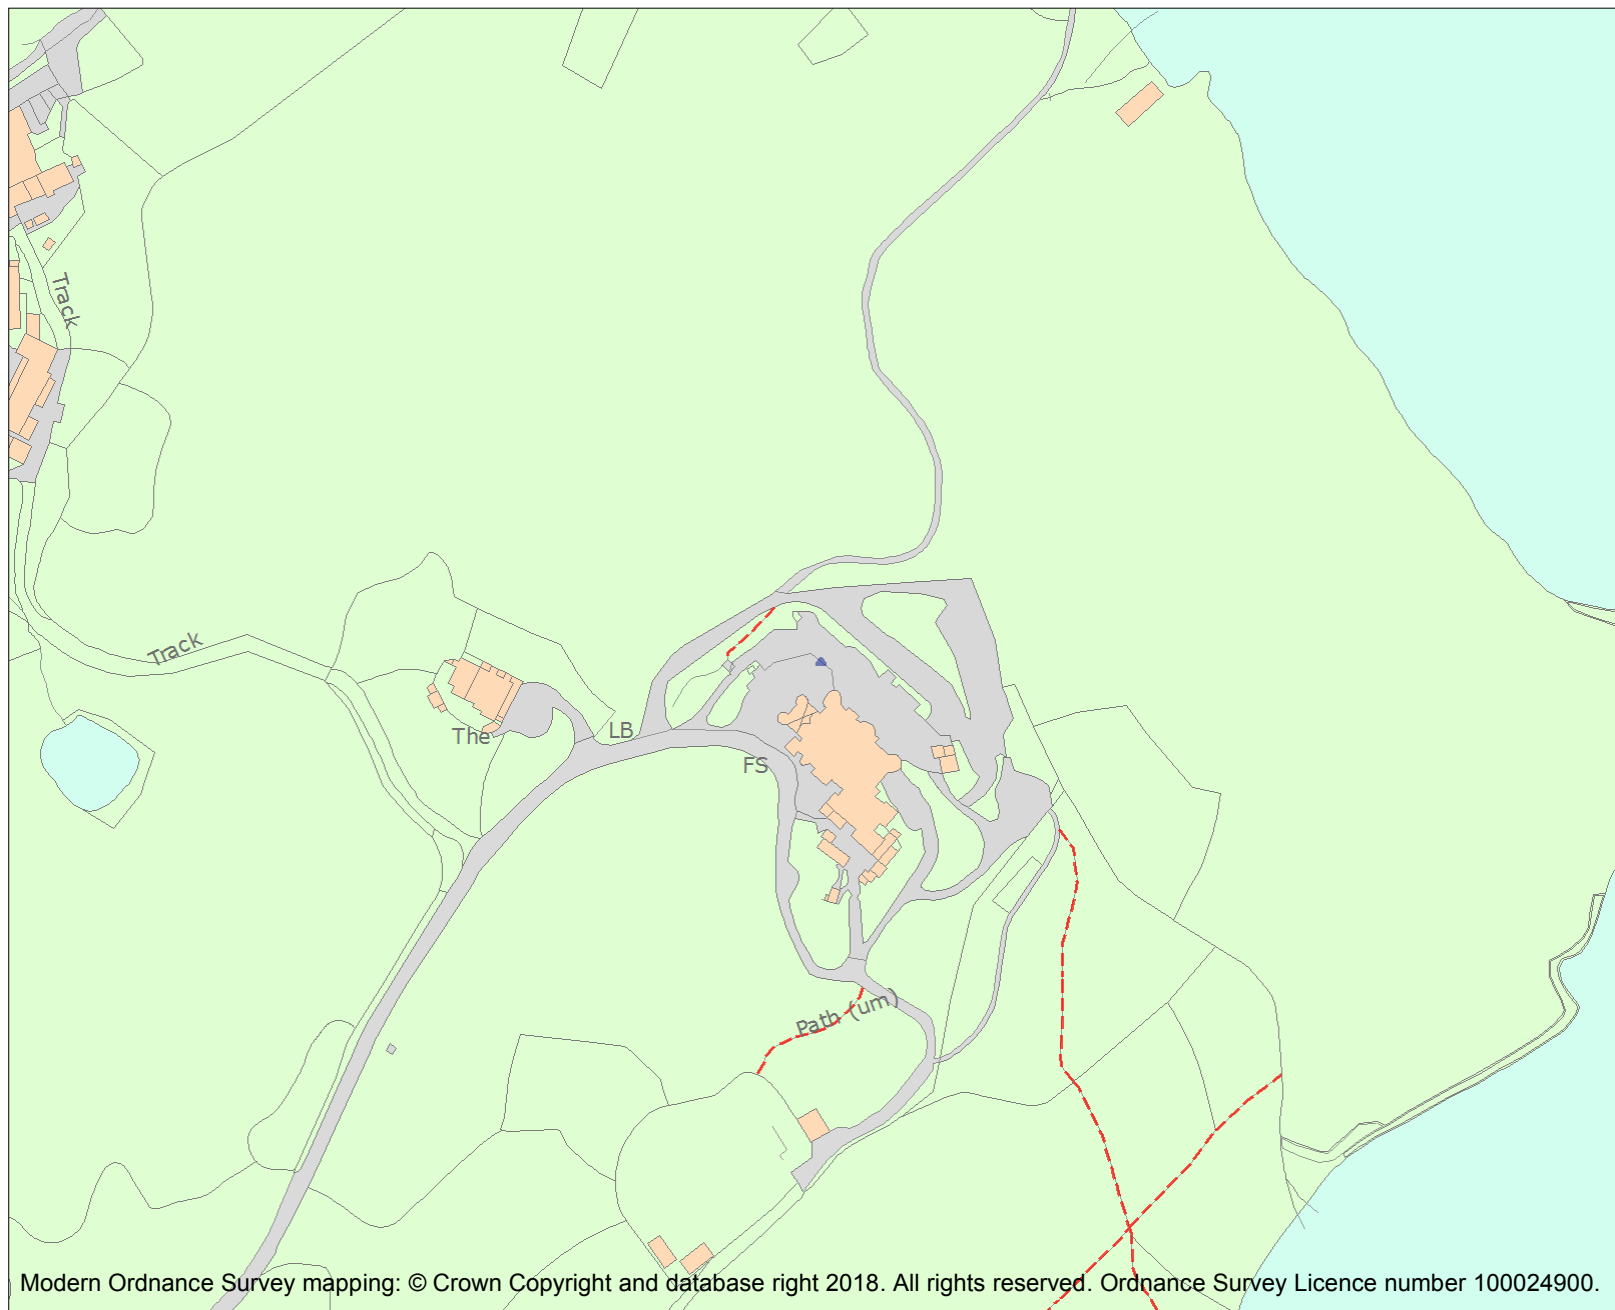 Track
Track
The
LB
FS
Path (um)
Modern Ordnance Survey mapping: © Crown Copyright and database right 2018. All rights reserved. Ordnance Survey Licence number 100024900.